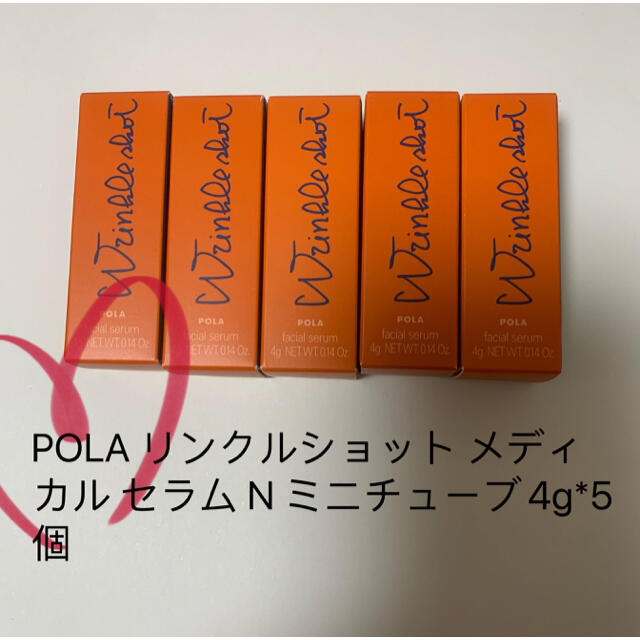 Wrinkle shot
POLA
facial serum
4g NET WT. 0.14 Oz.
Wrinkle shot
POLA
facial serum
4g NET WT. 0.14 Oz.
Wrinkle shot
POLA
facial serum
4g NET WT. 0.14 Oz.
Wrinkle shot
POLA
facial serum
4g NET WT. 0.14 Oz.
Wrinkle shot
POLA
facial serum
4g NET WT. 0.14 Oz.
POLA リンクルショット メディ
カル セラム N ミニチューブ 4g*5
個